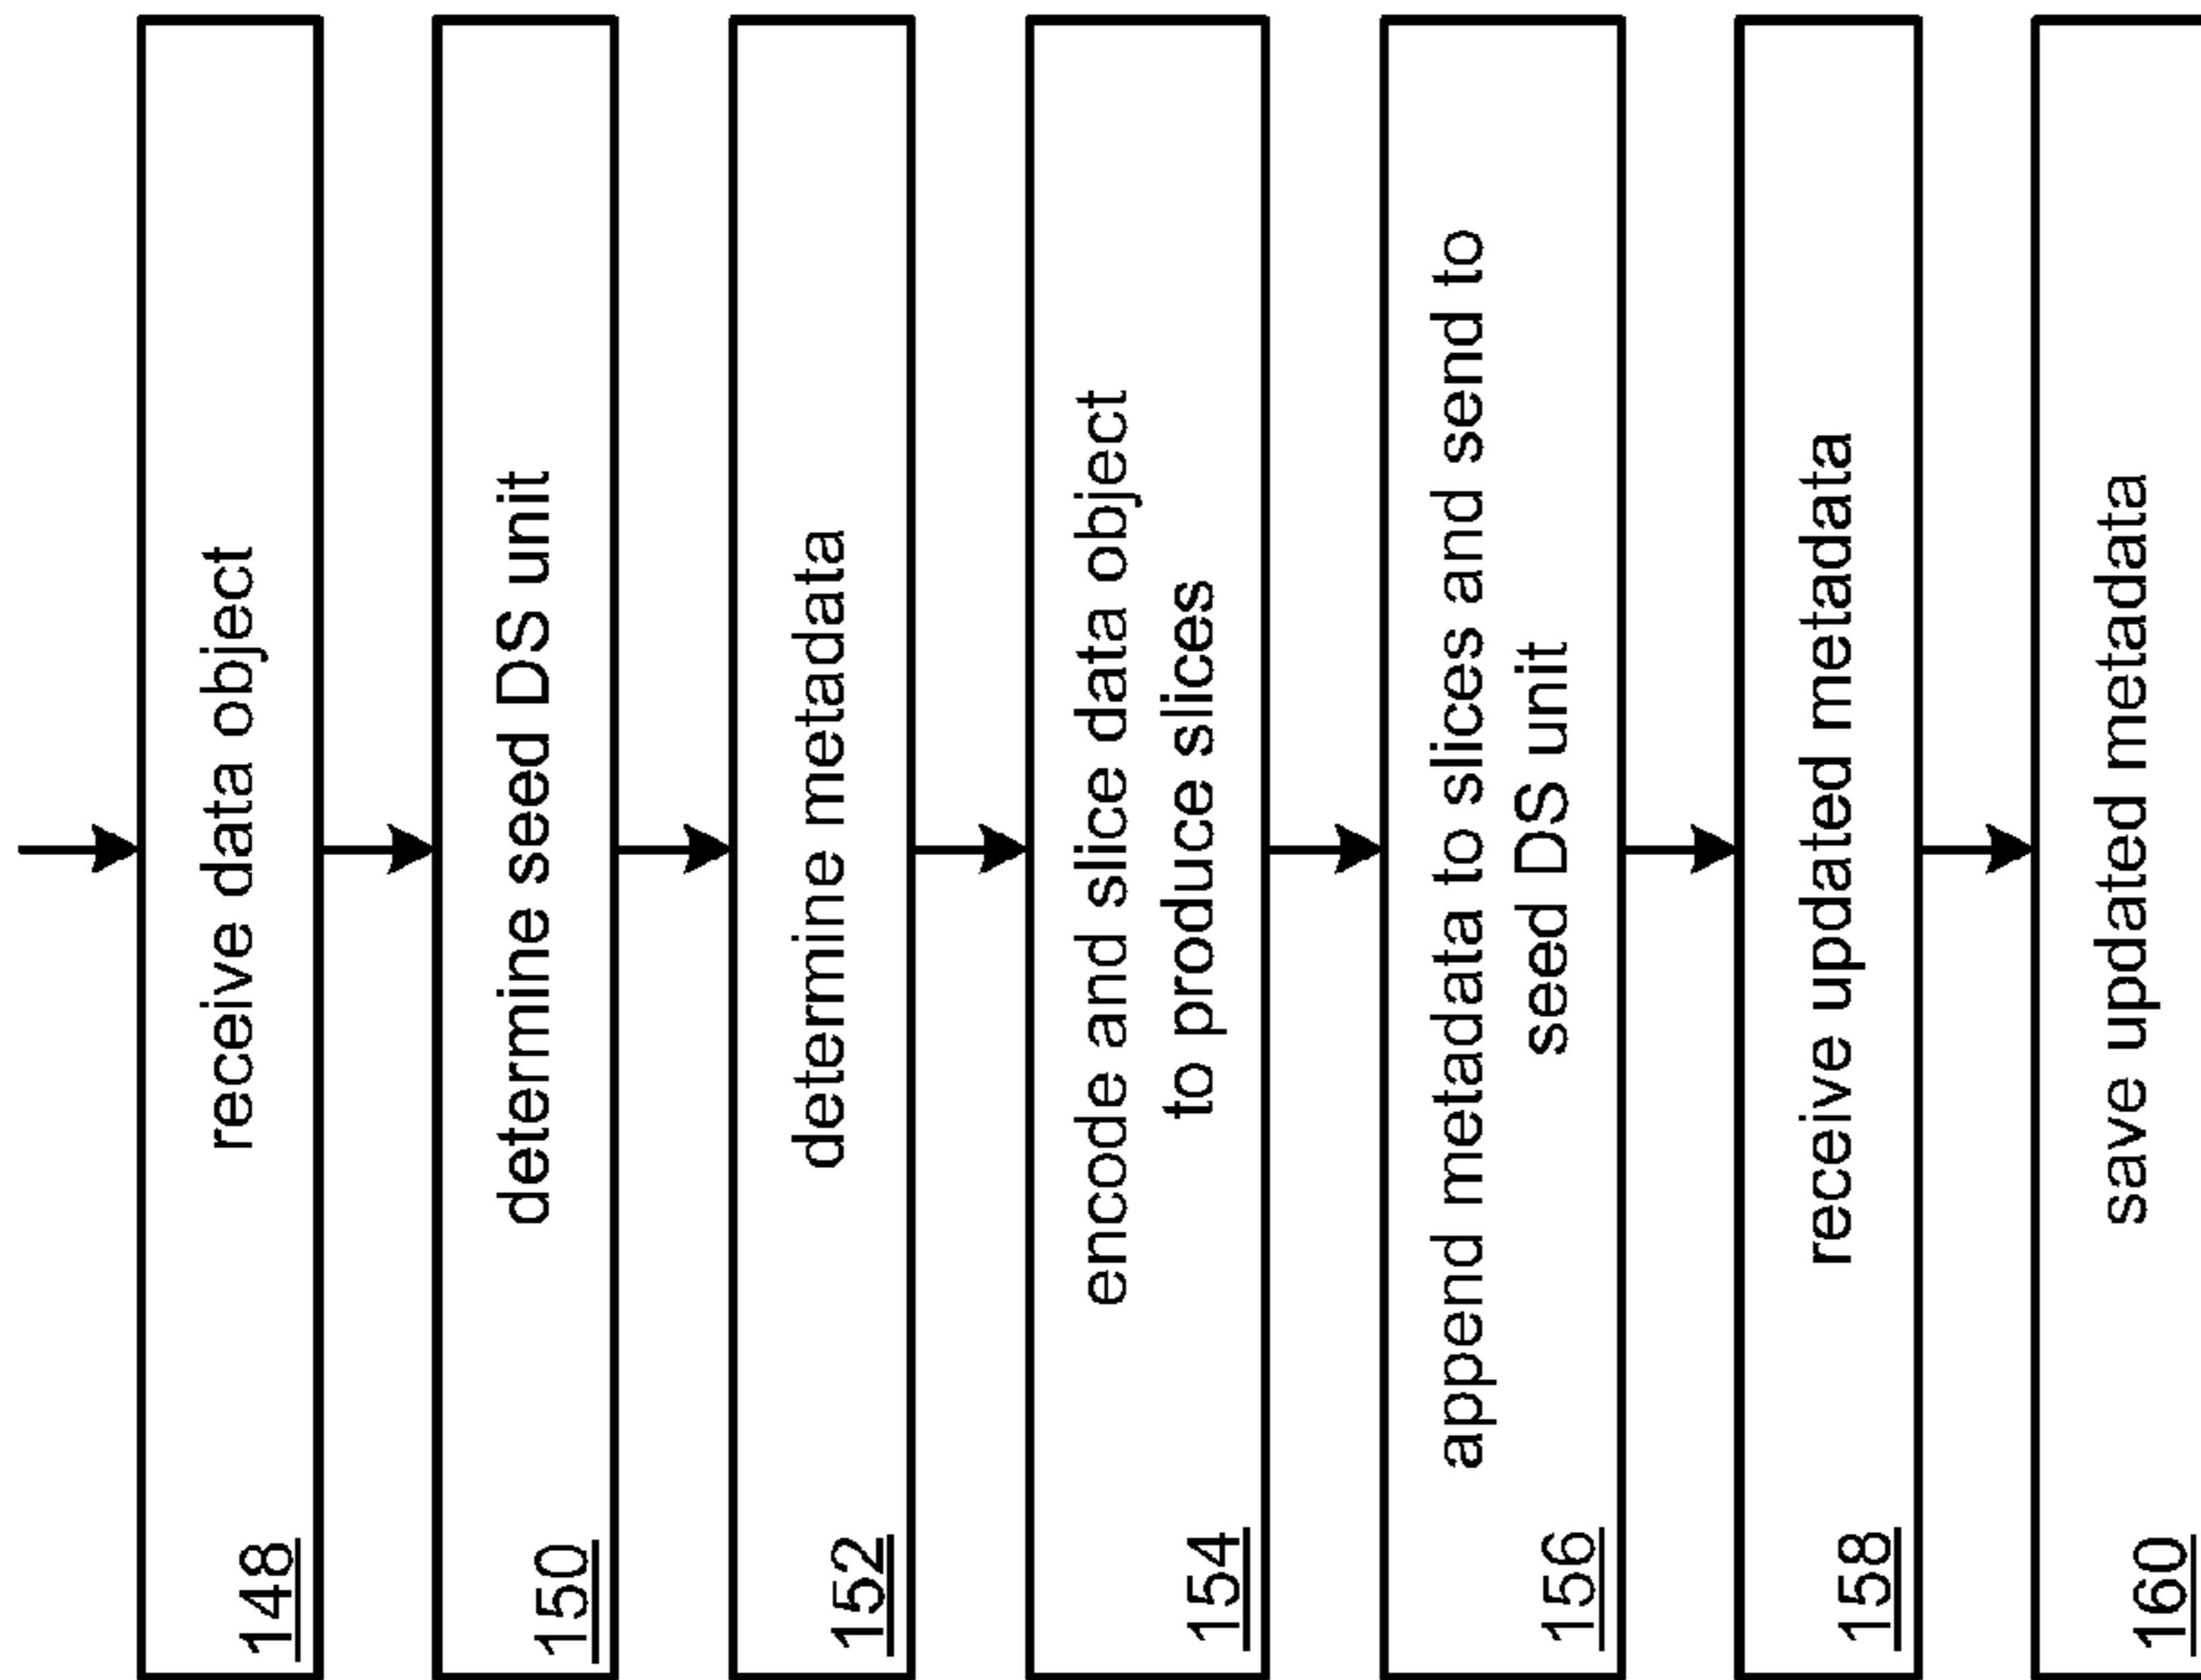 receive data object
148
determine seed DS unit
150
determine metadata
152
encode and slice data object
to produce slices
154
append metadata to slices and send to
seed DS unit
156
receive updated metadata
158
save updated metadata
160